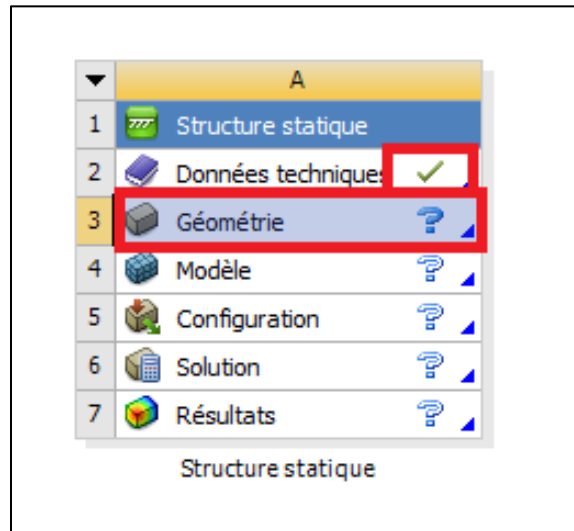 A
1 Structure statique
2 Données techniques
3 Géométrie ?
4 Modèle ?
5 Configuration ?
6 Solution ?
7 Résultats ?
Structure statique